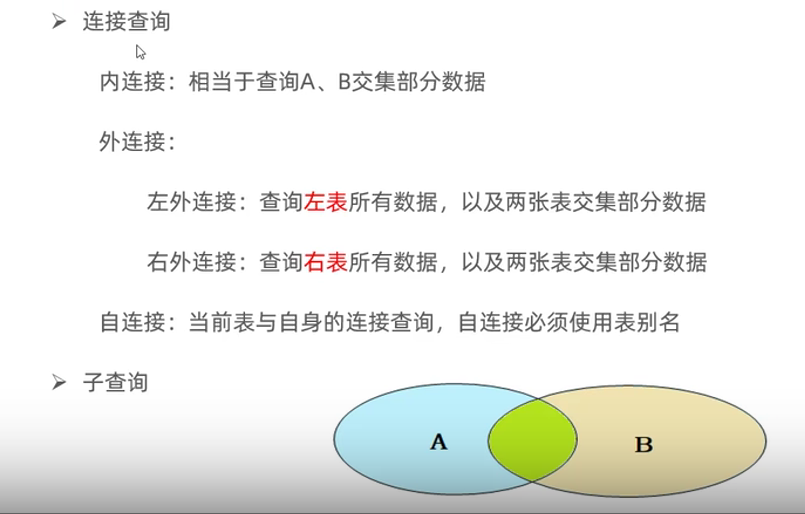 连接查询
内连接：相当于查询A、B交集部分数据
外连接：
左外连接：查询左表所有数据，以及两张表交集部分数据
右外连接：查询右表所有数据，以及两张表交集部分数据
自连接：当前表与自身的连接查询，自连接必须使用表别名
子查询
A
B